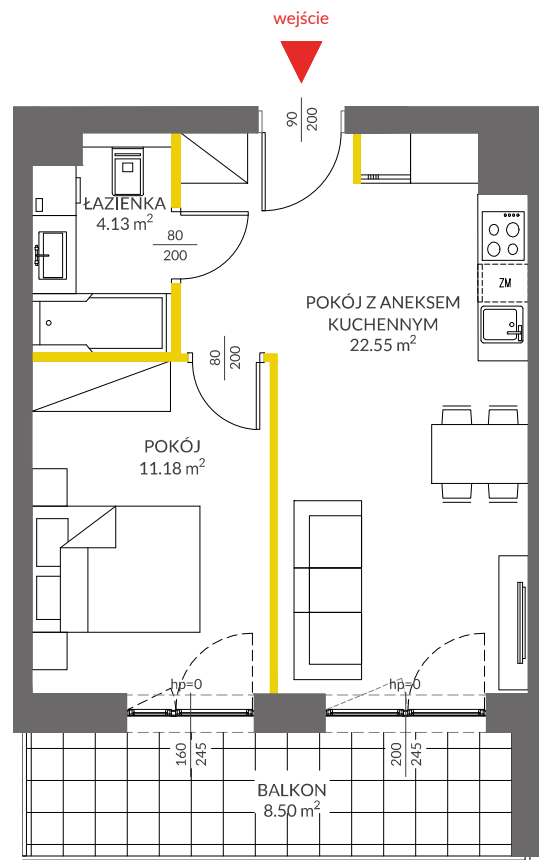 wejście
90
200
ŁAZIENKA
4.13 m²
80
200
ZM
POKÓJ Z ANEKSEM
KUCHENNYM
22.55 m²
80
200
POKÓJ
11.18 m²
hp=0
hp=0
160
245
200
245
BALKON
8.50 m²